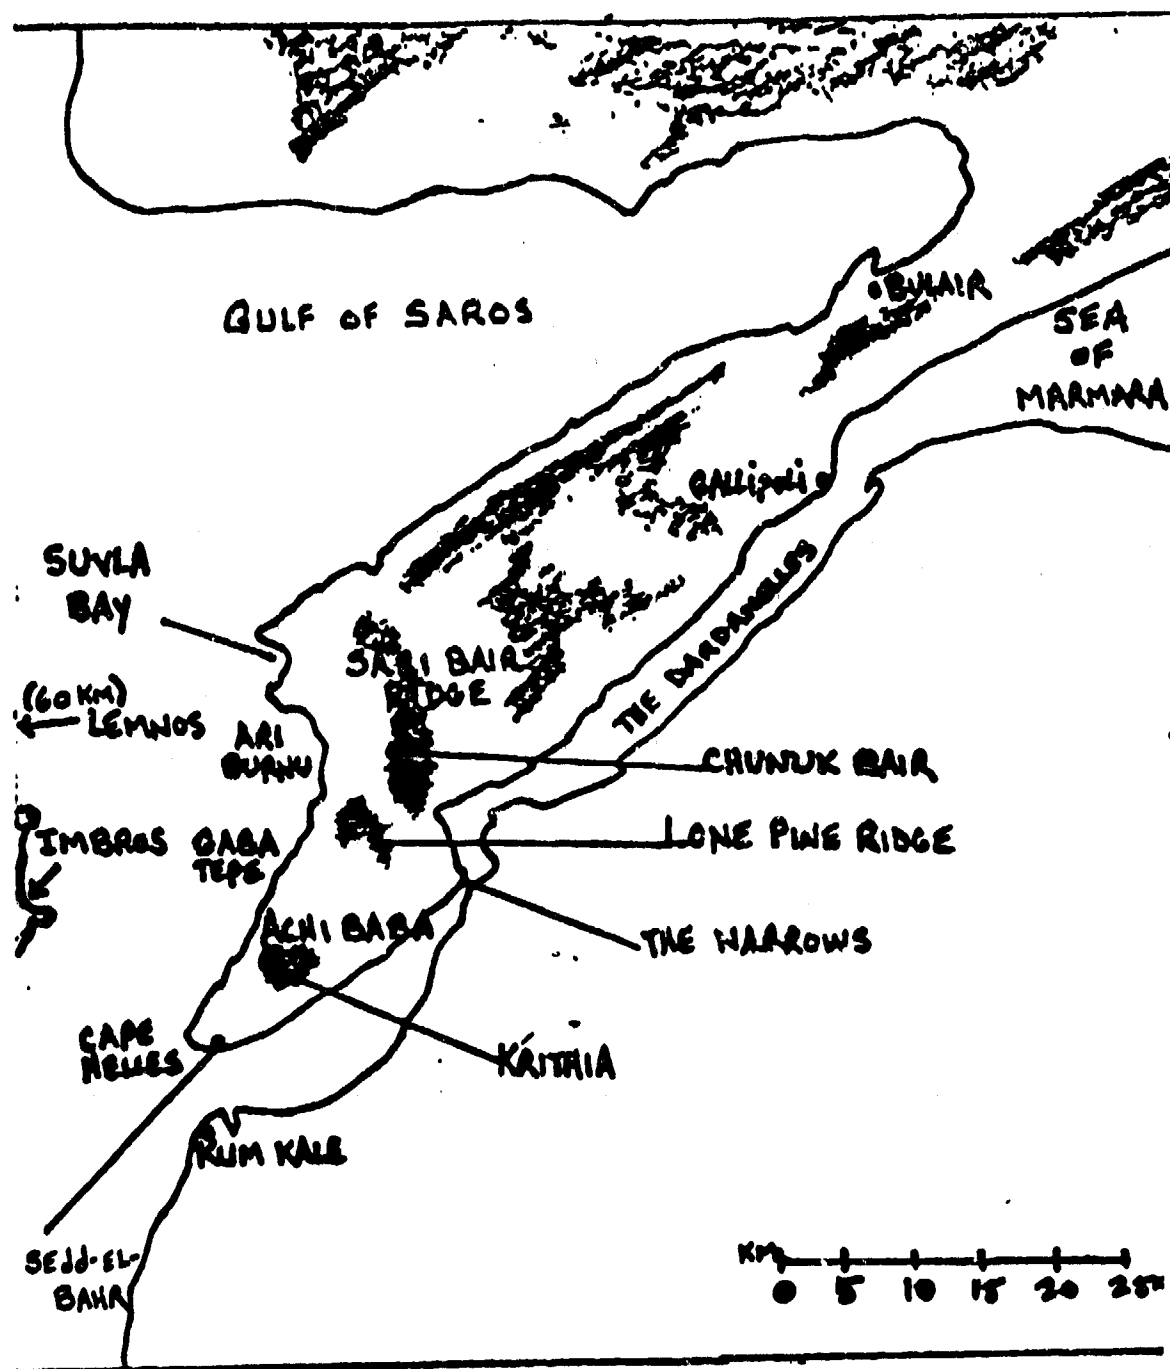 BULAIR
GULF OF SAROS
SEA
OF
MARMARA
GALLIPOLI
SUVLA
BAY
THE DARDANELLES
SARI BAIR
RIDGE
(60 KM)
LEMNOS
ARI
BURNU
CHUNUK BAIR
IMBROS
GABA
TEPE
LONE PINE RIDGE
ACHI BABA
THE NARROWS
CAPE
HELLES
KRITHIA
KUM KALE
SEdd-EL-
BAHR
KM
0 5 10 15 20 25